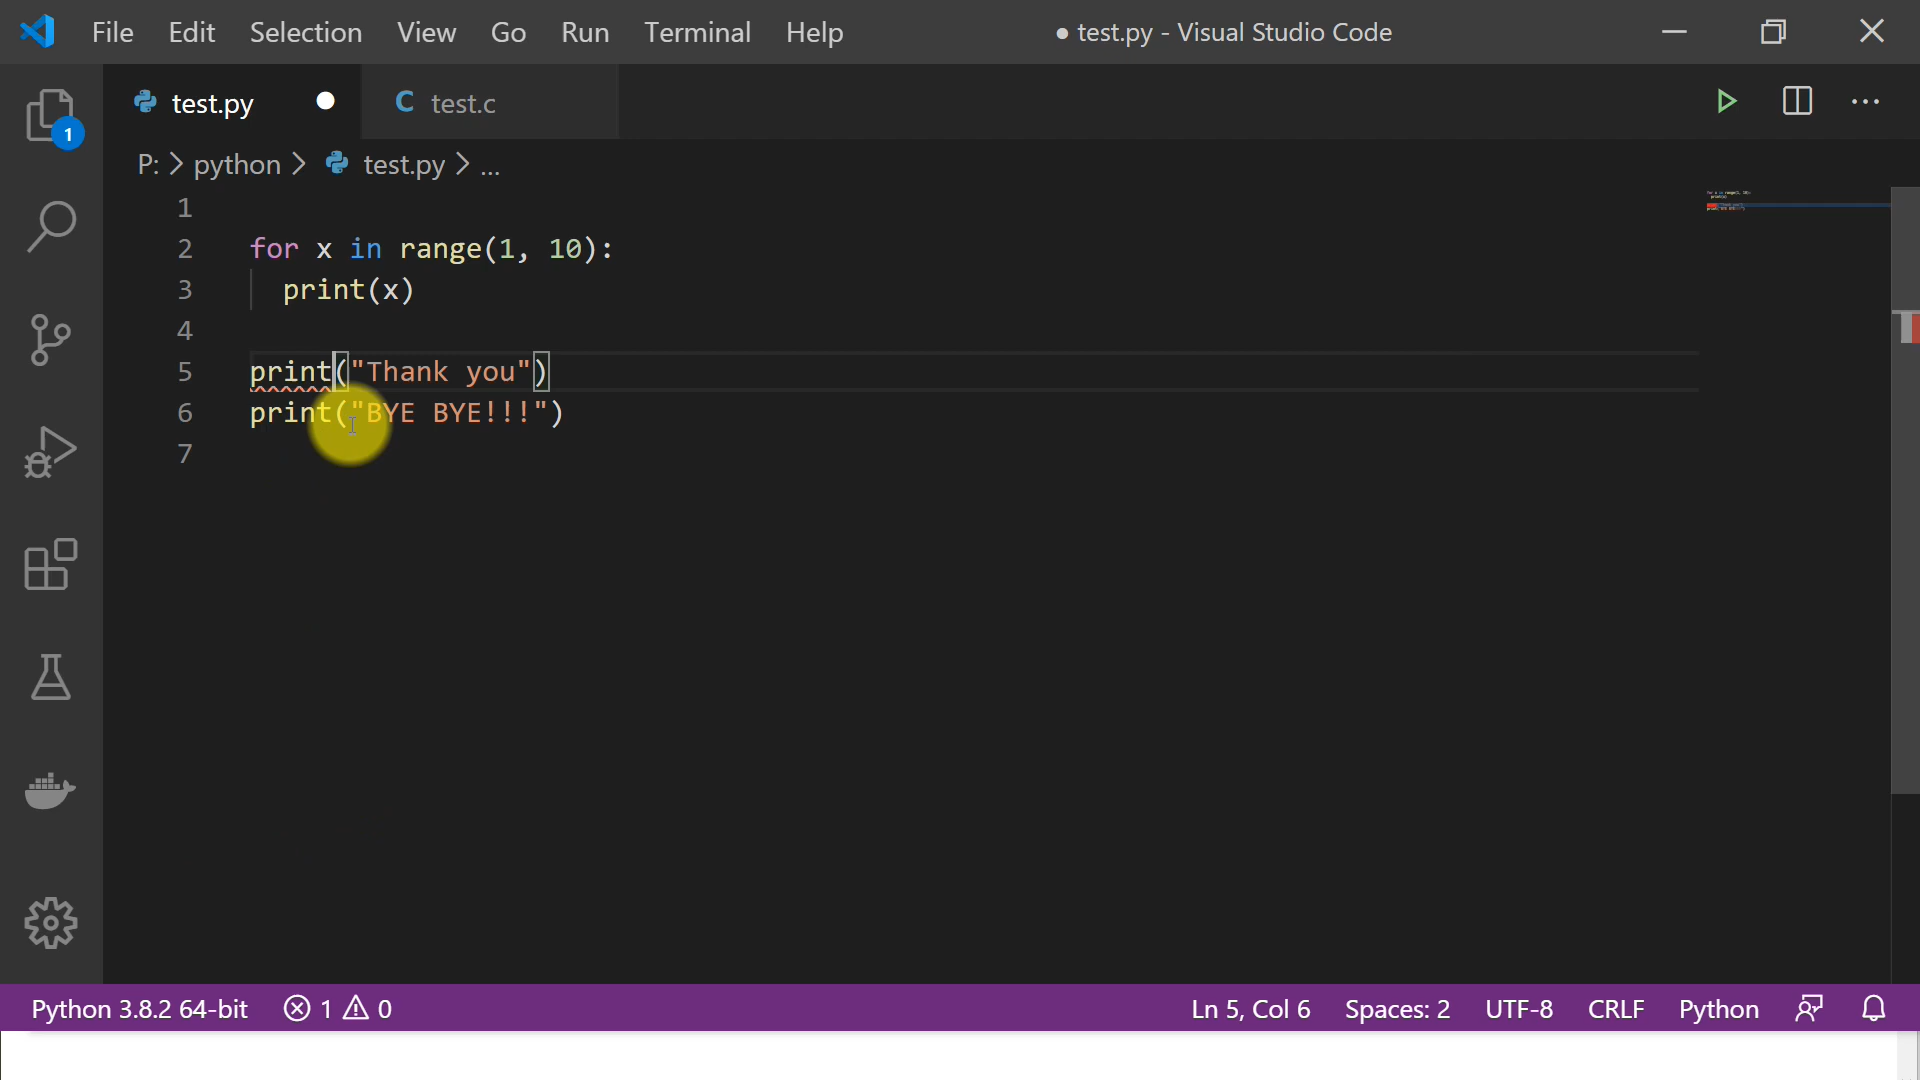 File Edit Selection View Go Run Terminal Help ● test.py - Visual Studio Code
test.py ● C test.c
1
P: > python > test.py > ...
1
2 for x in range(1, 10):
3 print(x)
4
5 print("Thank you")
6 print("BYE BYE!!!")
7
Python 3.8.2 64-bit 1 0 Ln 5, Col 6 Spaces: 2 UTF-8 CRLF Python